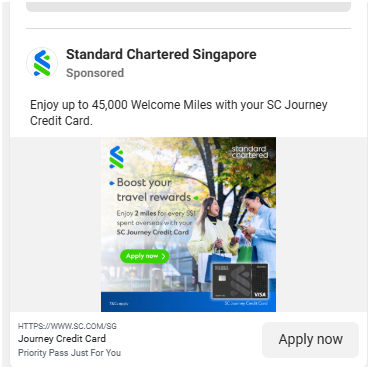 Standard Chartered Singapore
Sponsored
Enjoy up to 45,000 Welcome Miles with your SC Journey
Credit Card.
standard
chartered
Boost your
travel rewards
Enjoy 2 miles for every S$1
spent overseas with your
SC Journey Credit Card
Apply now
VISA
T&Cs apply
SC Journey Credit Card
HTTPS://WWW.SC.COM/SG
Journey Credit Card
Priority Pass Just For You
Apply now